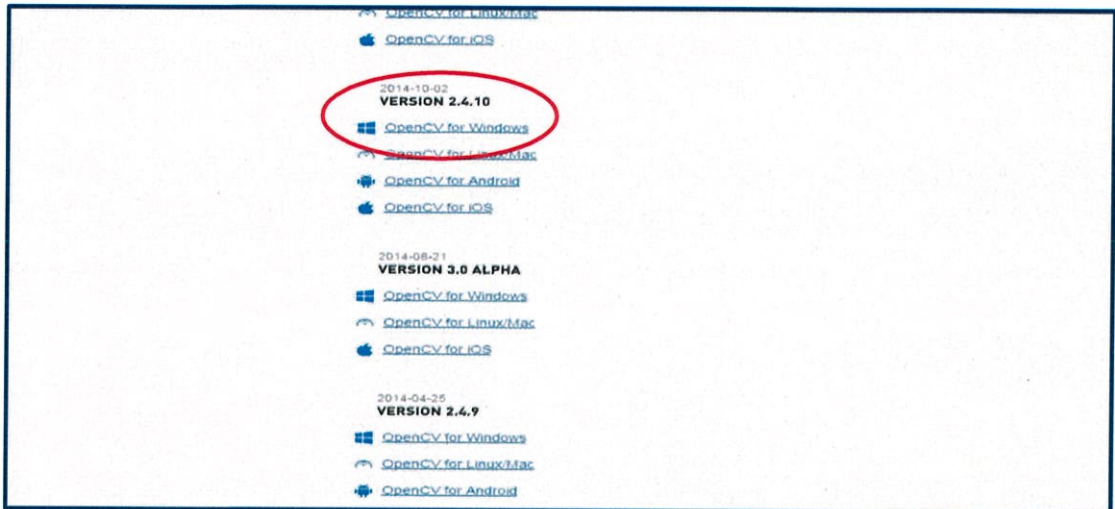 OpenCV for Linux/Mac
OpenCV for iOS
2014-10-02
VERSION 2.4.10
OpenCV for Windows
OpenCV for Linux/Mac
OpenCV for Android
OpenCV for iOS
2014-08-21
VERSION 3.0 ALPHA
OpenCV for Windows
OpenCV for Linux/Mac
OpenCV for iOS
2014-04-25
VERSION 2.4.9
OpenCV for Windows
OpenCV for Linux/Mac
OpenCV for Android